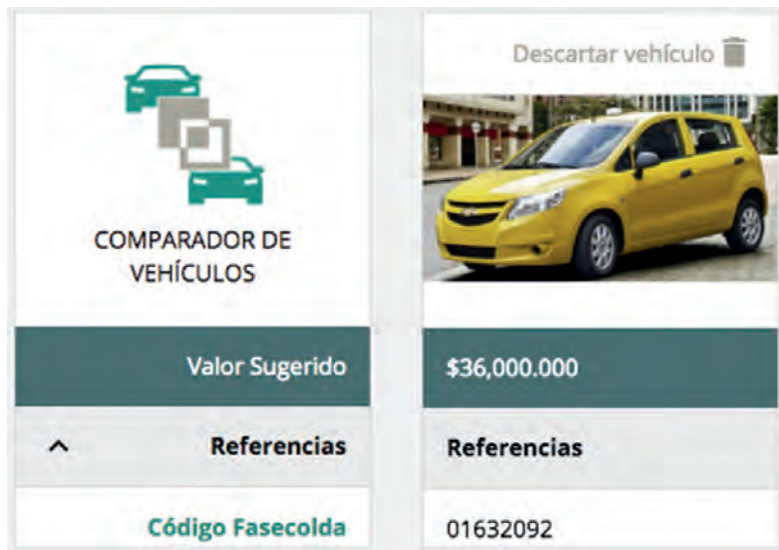 Descartar vehículo
COMPARADOR DE
VEHÍCULOS
Valor Sugerido
$36,000.000
Referencias
Referencias
Código Fasecolda
01632092